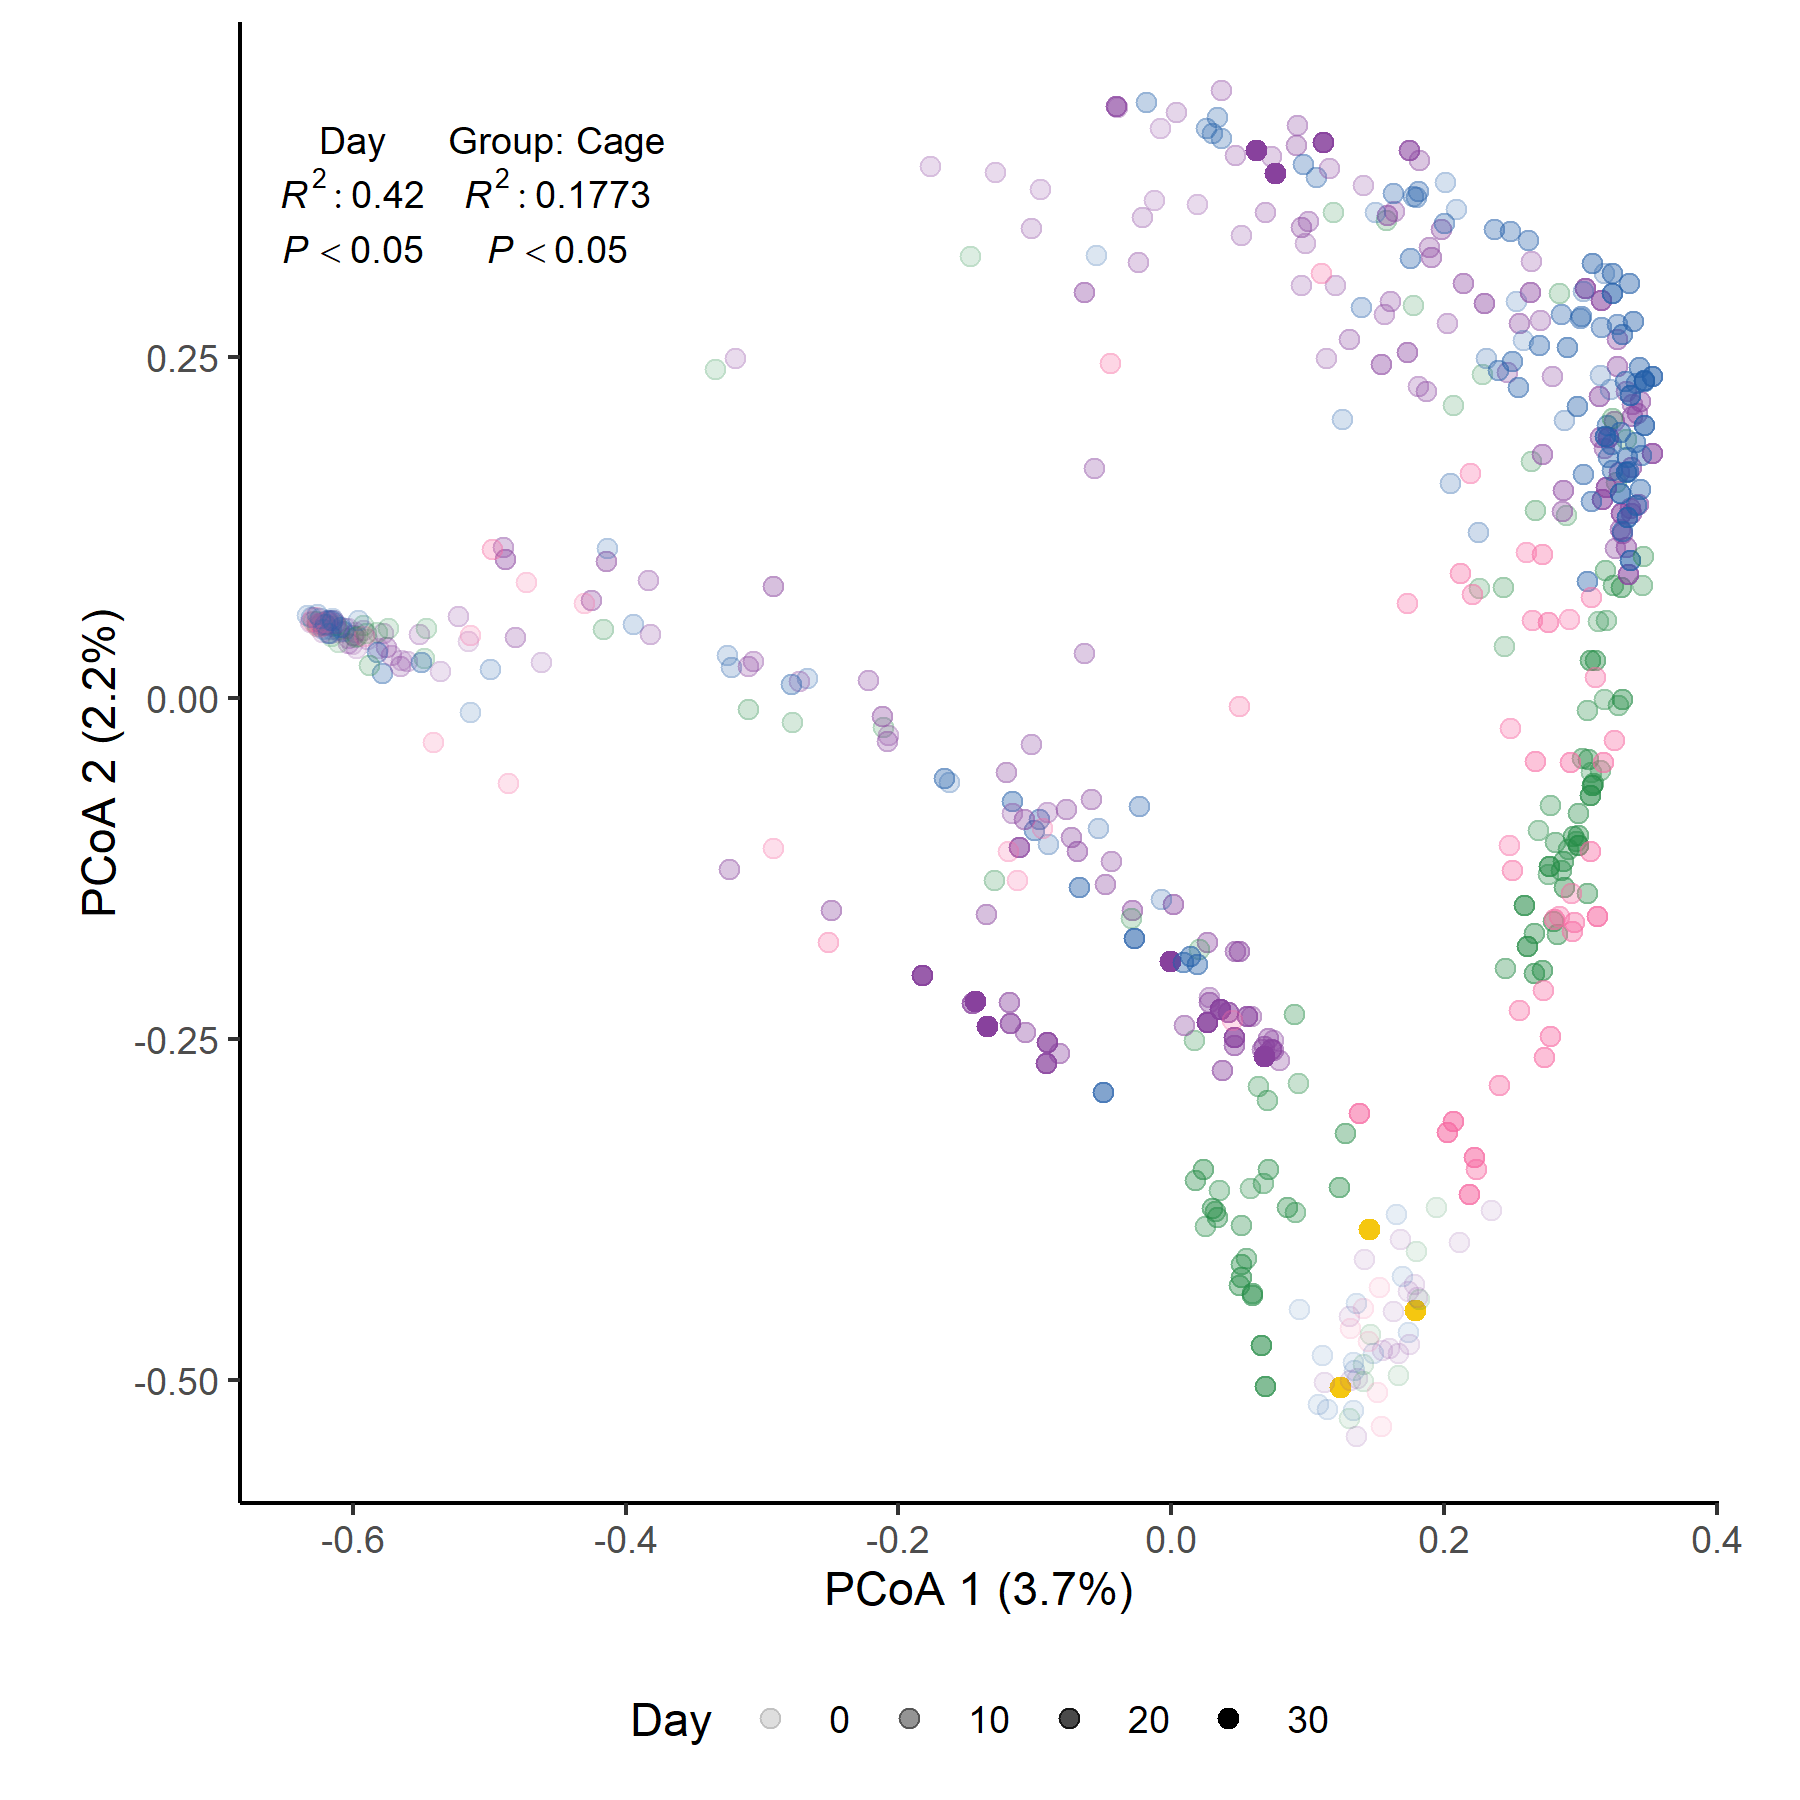 Day Group: Cage
R²:0.42 R²:0.1773
P<0.05 P<0.05
0.25
0.00
-0.25
-0.50
PCoA 2 (2.2%)
-0.6 -0.4 -0.2 0.0 0.2 0.4
PCoA 1 (3.7%)
Day 0 10 20 30